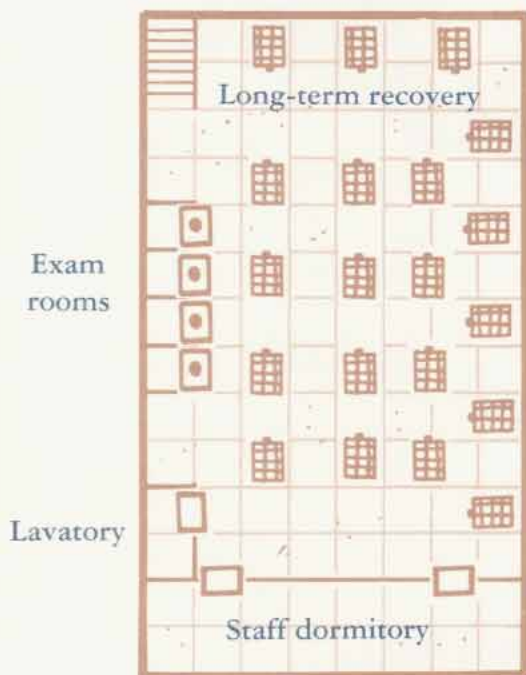 Long-term recovery
Exam
rooms
Lavatory
Staff dormitory